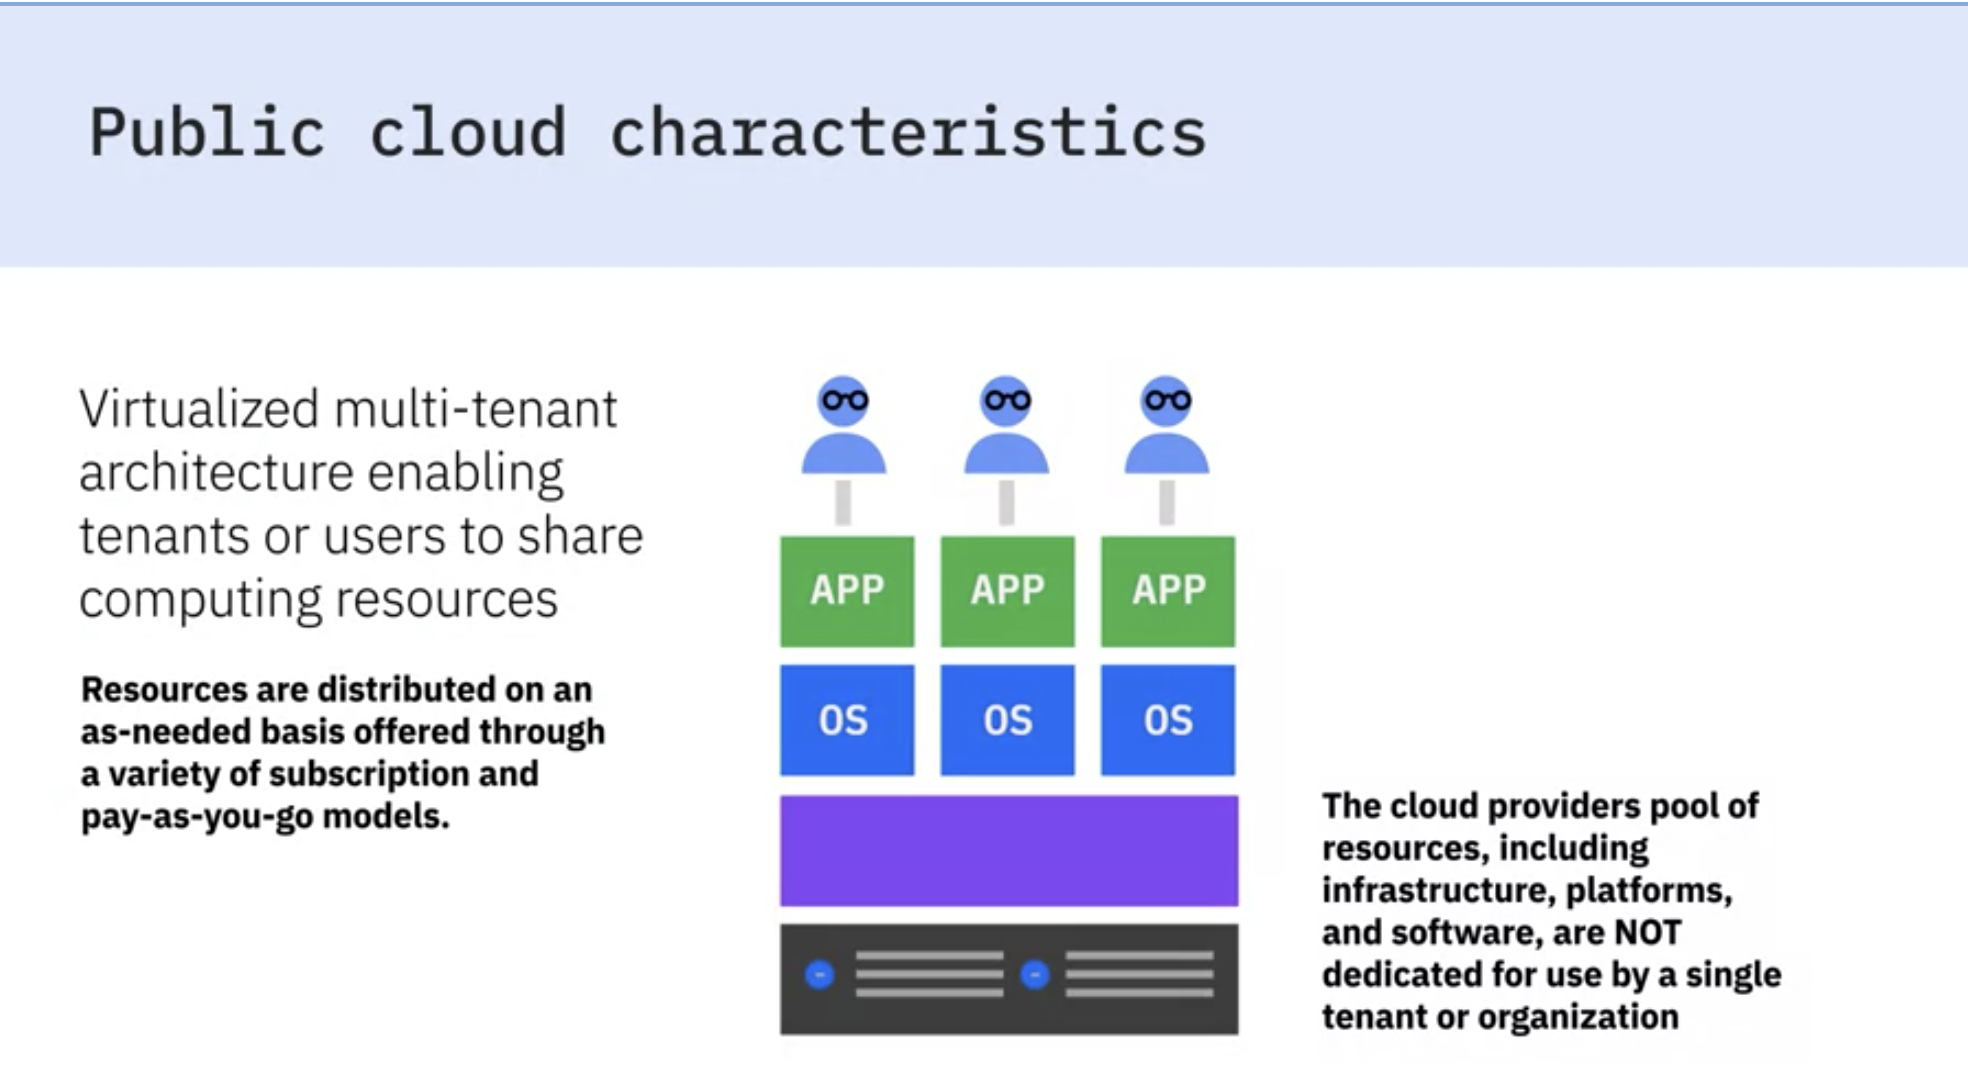 Public cloud characteristics
Virtualized multi-tenant
architecture enabling
tenants or users to share
computing resources
Resources are distributed on an
as-needed basis offered through
a variety of subscription and
pay-as-you-go models.
APP APP APP
OS OS OS
The cloud providers pool of
resources, including
infrastructure, platforms,
and software, are NOT
dedicated for use by a single
tenant or organization